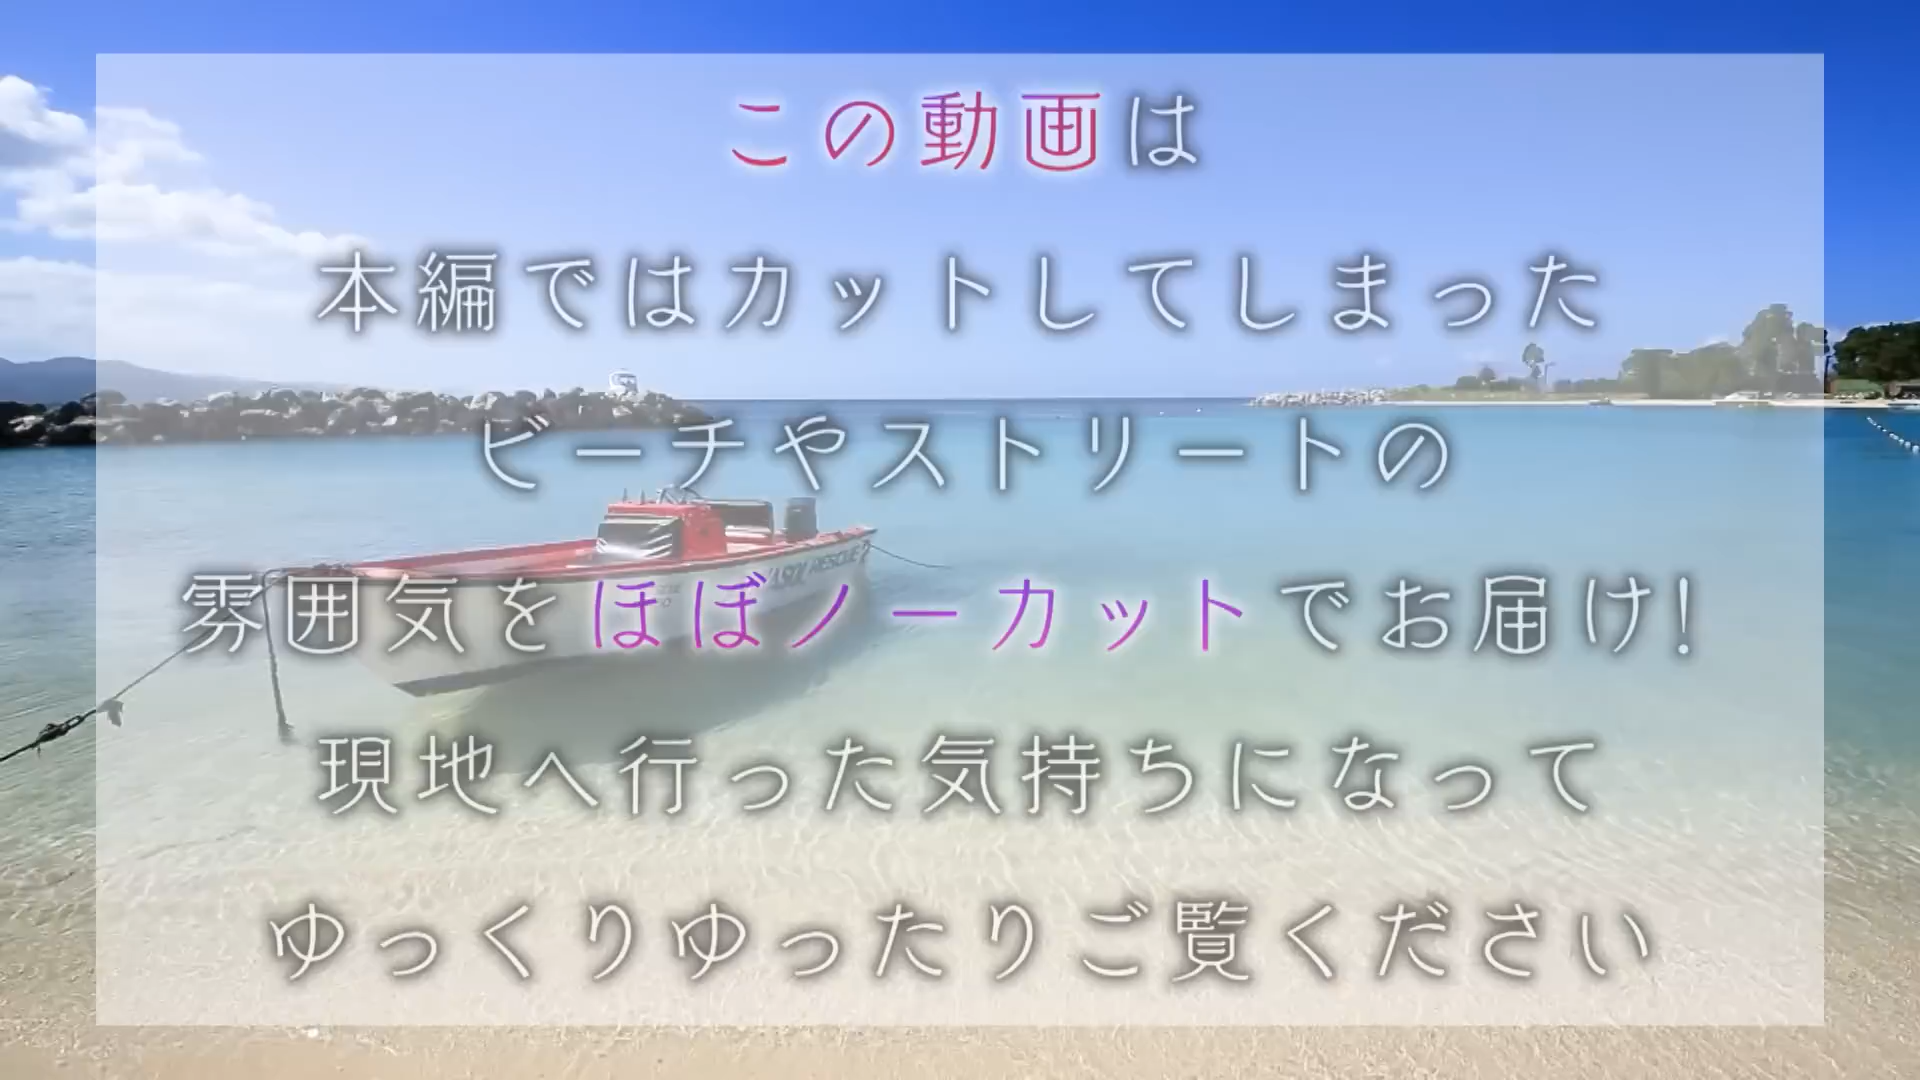 この動画は
本編ではカットしてしまった
ビーチやストリートの
雰囲気をほぼノーカットでお届け!
現地へ行った気持ちになって
ゆっくりゆったりご覧ください
RESCUE 2